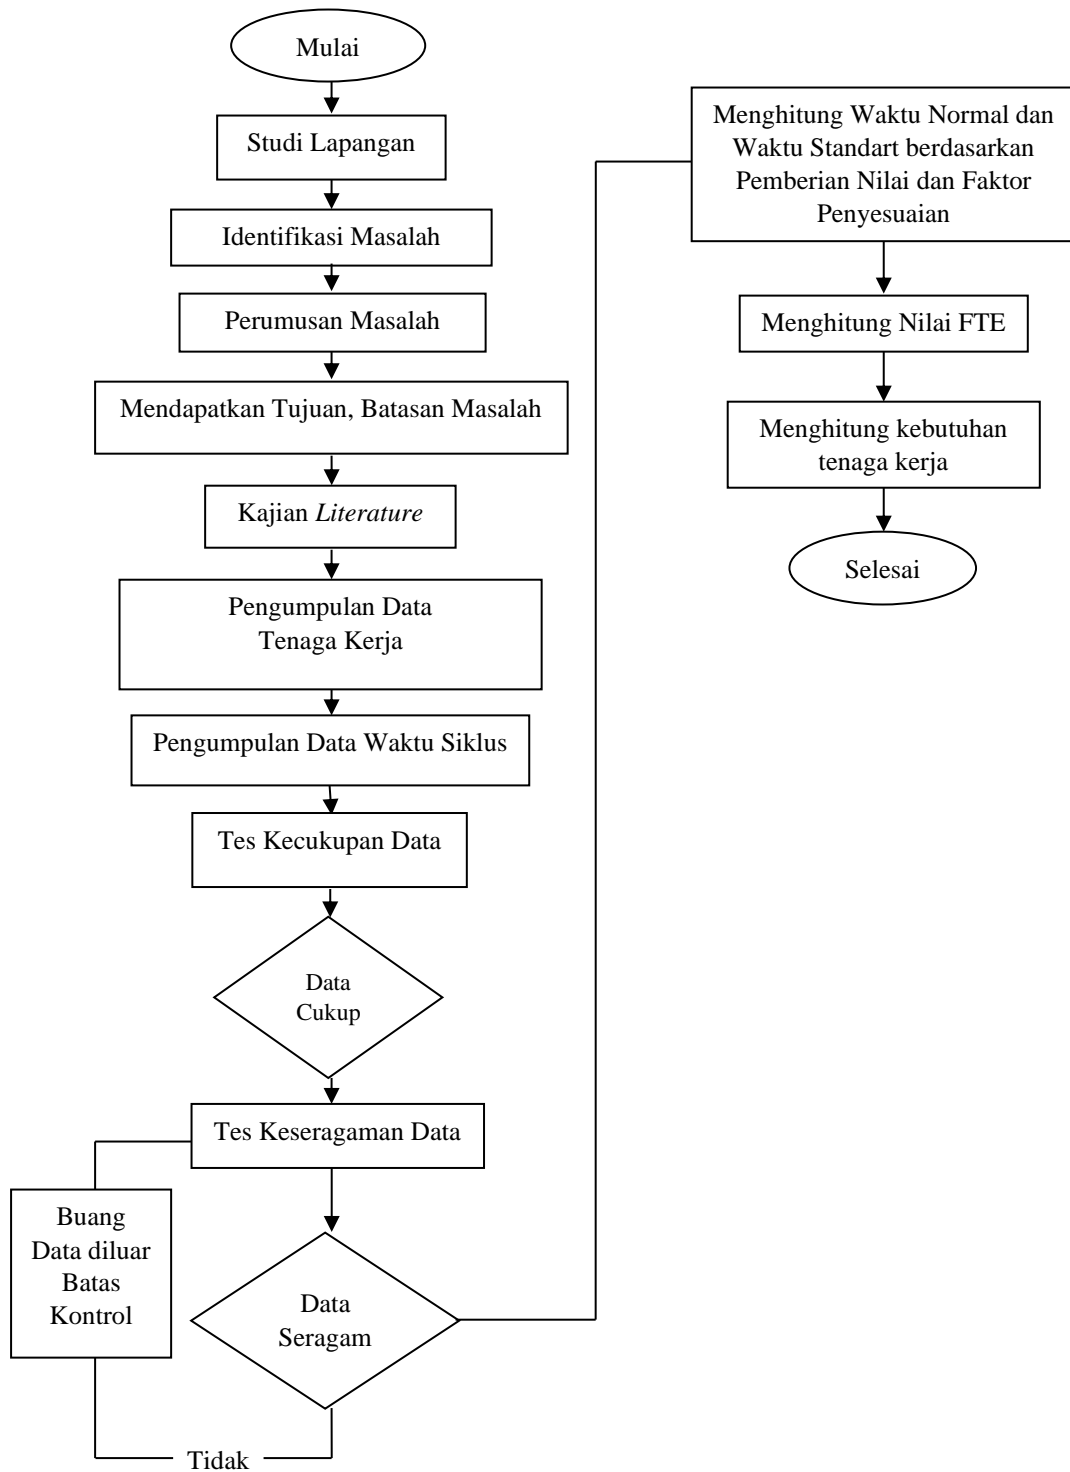 Mulai
Studi Lapangan
Identifikasi Masalah
Perumusan Masalah
Mendapatkan Tujuan, Batasan Masalah
Kajian Literature
Pengumpulan Data
Tenaga Kerja
Pengumpulan Data Waktu Siklus
Tes Kecukupan Data
Data
Cukup
Tes Keseragaman Data
Buang
Data diluar
Batas
Kontrol
Data
Seragam
Tidak
Menghitung Waktu Normal dan
Waktu Standart berdasarkan
Pemberian Nilai dan Faktor
Penyesuaian
Menghitung Nilai FTE
Menghitung kebutuhan
tenaga kerja
Selesai